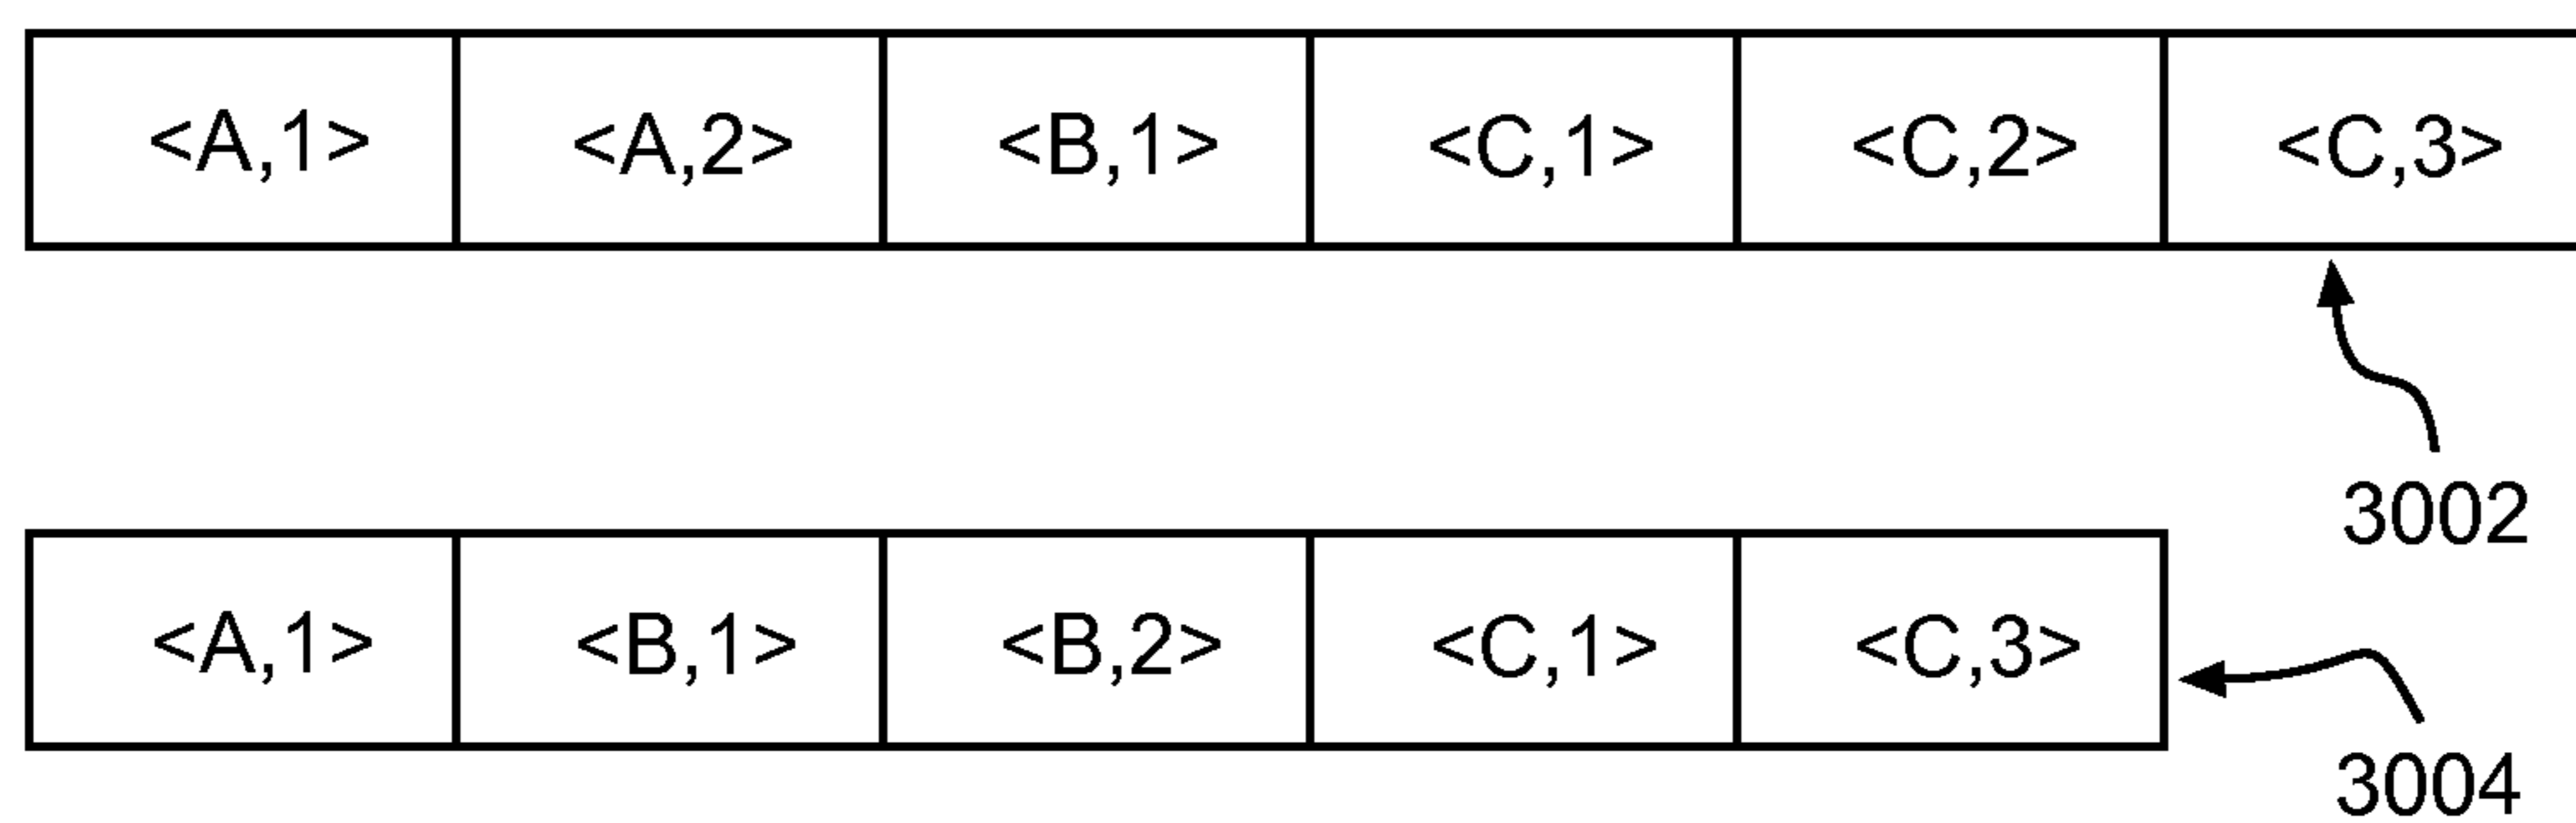 <A,1> <A,2> <B,1> <C,1> <C,2> <C,3>
3002
<A,1> <B,1> <B,2> <C,1> <C,3>
3004